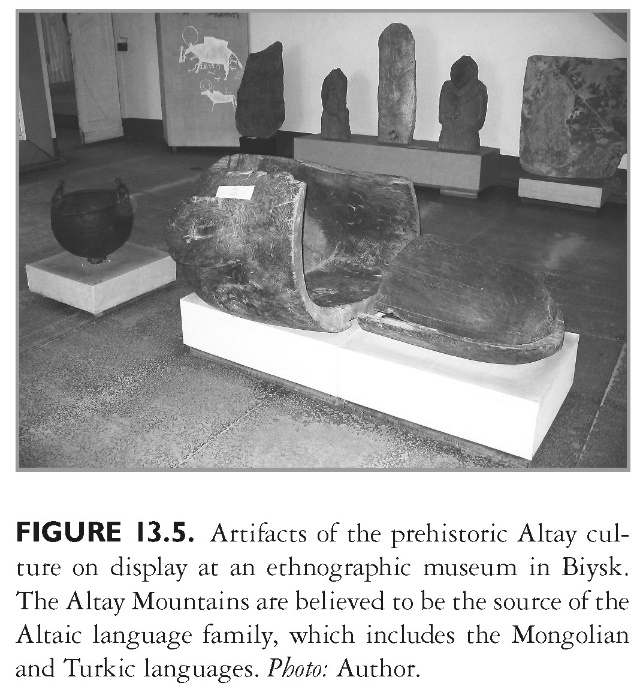 FIGURE 13.5. Artifacts of the prehistoric Altay cul-
ture on display at an ethnographic museum in Biysk.
The Altay Mountains are believed to be the source of the
Altaic language family, which includes the Mongolian
and Turkic languages. Photo: Author.